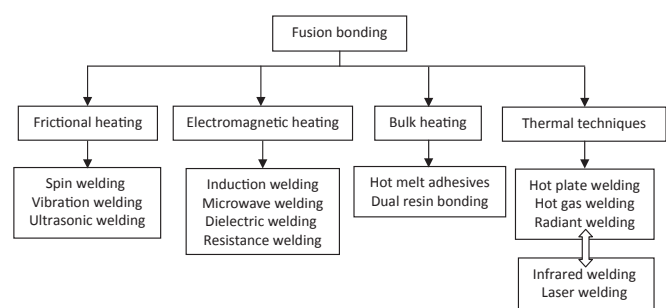 Fusion bonding
Frictional heating
Electromagnetic heating
Bulk heating
Thermal techniques
Spin welding
Vibration welding
Ultrasonic welding
Induction welding
Microwave welding
Dielectric welding
Resistance welding
Hot melt adhesives
Dual resin bonding
Hot plate welding
Hot gas welding
Radiant welding
Infrared welding
Laser welding